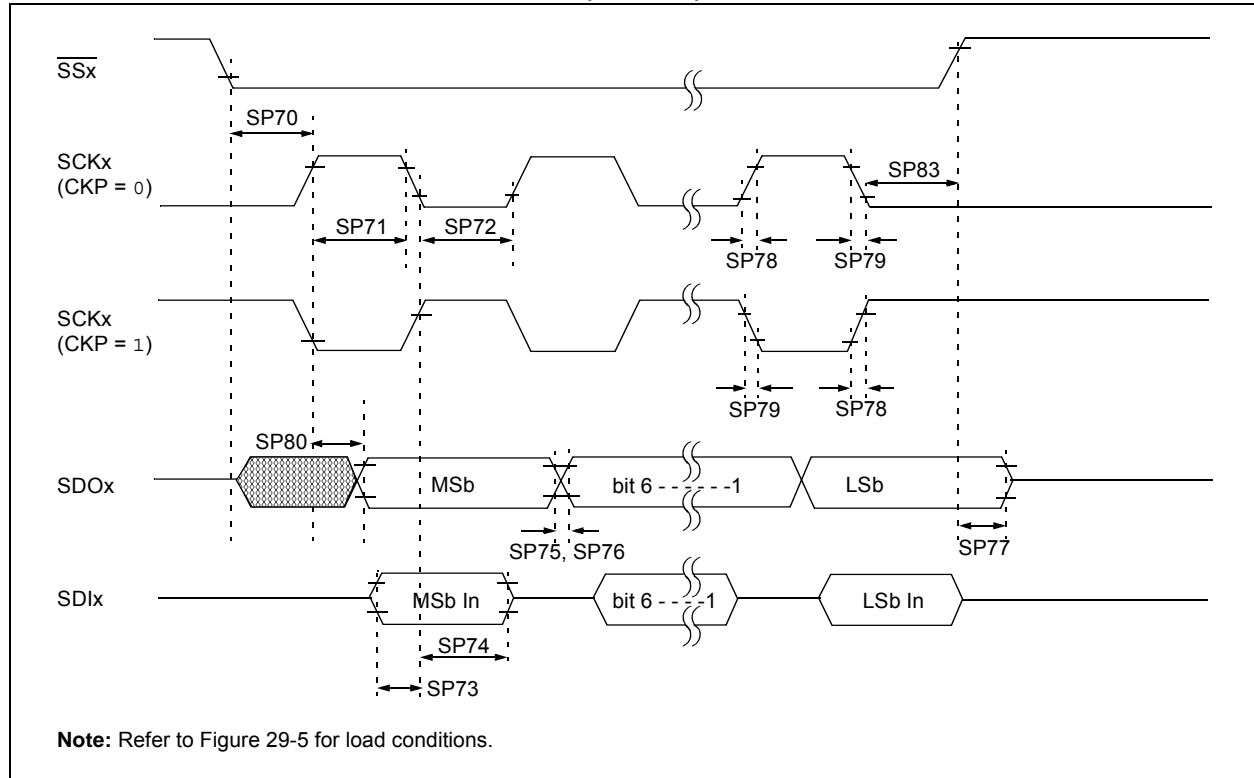 SSx
SP70
SCKx
(CKP = 0)
SP83
SP71
SP72
SP78
SP79
SCKx
(CKP = 1)
SP79
SP78
SP80
SDOx
MSb
bit 6 - - - - - -1
LSb
SP75, SP76
SP77
SDIx
MSb In
bit 6 - - - -1
LSb In
SP74
SP73
Note: Refer to Figure 29-5 for load conditions.